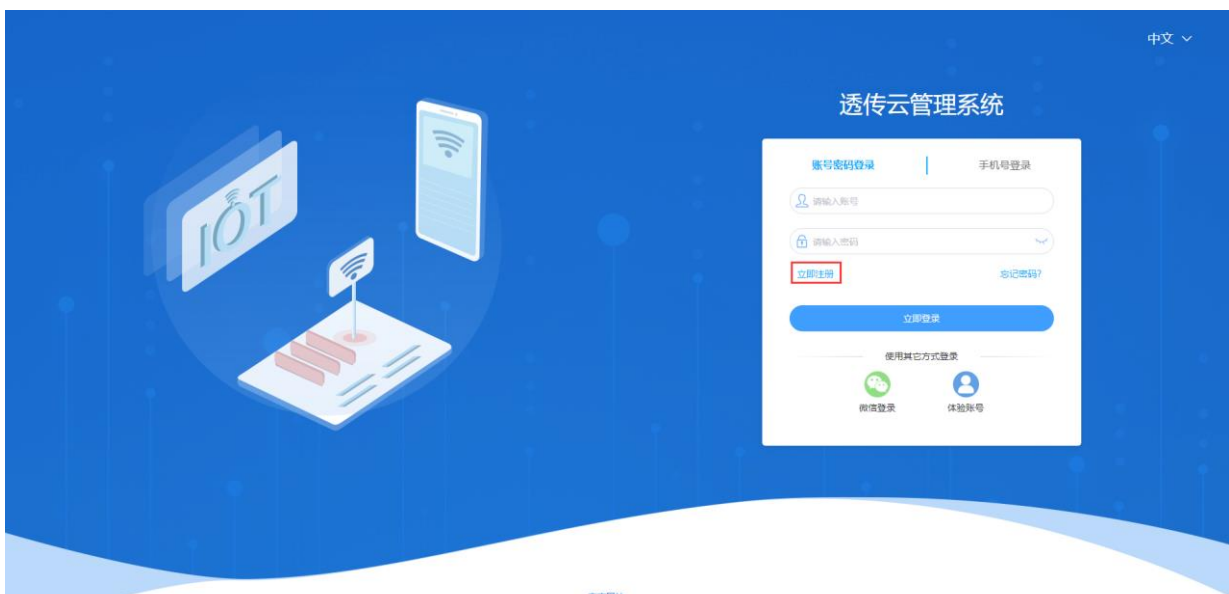 中文
透传云管理系统
账号密码登录
手机号登录
请输入账号
请输入密码
立即注册
忘记密码?
立即登录
使用其它方式登录
微信登录
体验账号
IOT